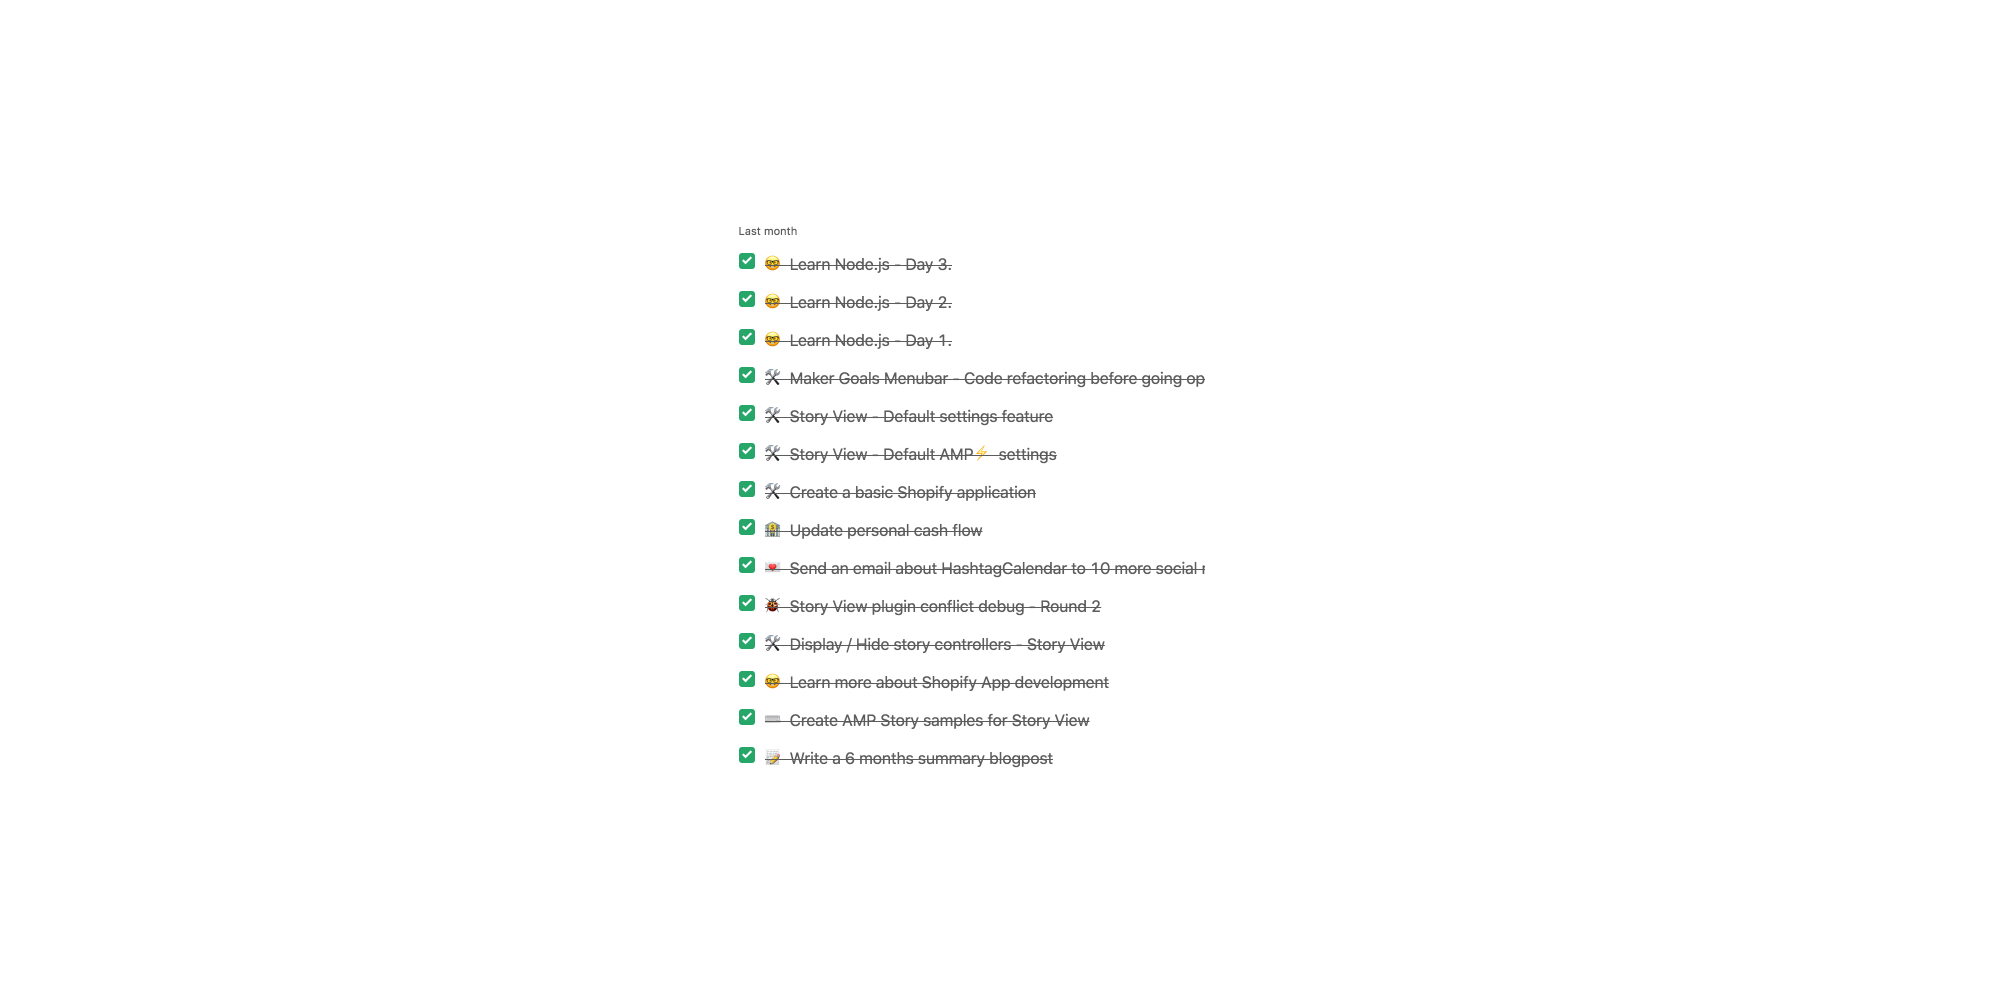 Last month
🤓 Learn Node.js - Day 3.
🤓 Learn Node.js - Day 2.
🤓 Learn Node.js - Day 1.
🛠 Maker Goals Menubar - Code refactoring before going op
🛠 Story View - Default settings feature
🛠 Story View - Default AMP⚡ settings
🛠 Create a basic Shopify application
🏦 Update personal cash flow
💌 Send an email about HashtagCalendar to 10 more social
🐞 Story View plugin conflict debug - Round 2
🛠 Display / Hide story controllers - Story View
🤓 Learn more about Shopify App development
⌨️ Create AMP Story samples for Story View
📝 Write a 6 months summary blogpost